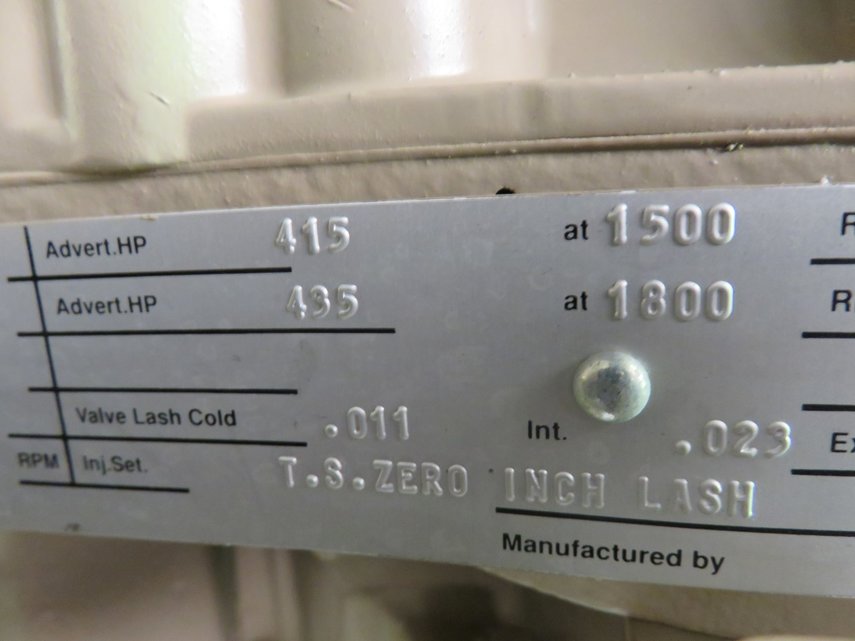 Advert.HP 415 at 1500 R
Advert.HP 435 at 1800 R
Valve Lash Cold .011 Int. .023 Ex
RPM Inj.Set. T.S.ZERO INCH LASH
Manufactured by